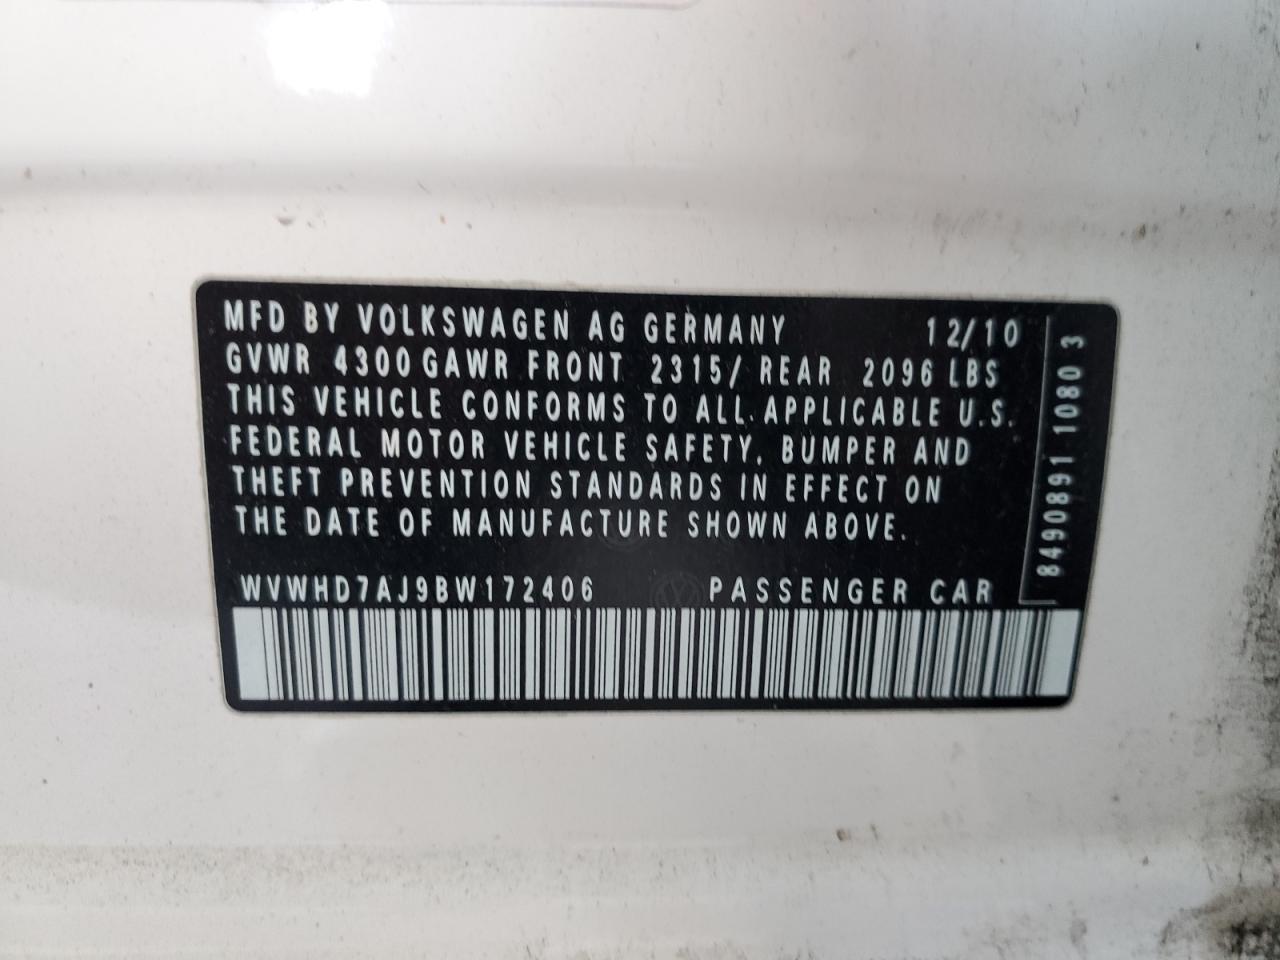 MFD BY VOLKSWAGEN AG GERMANY 12/10
GVWR 4300 GAWR FRONT 2315/ REAR 2096 LBS
THIS VEHICLE CONFORMS TO ALL APPLICABLE U.S.
FEDERAL MOTOR VEHICLE SAFETY, BUMPER AND
THEFT PREVENTION STANDARDS IN EFFECT ON
THE DATE OF MANUFACTURE SHOWN ABOVE.
WVWHD7AJ9BW172406 PASSENGER CAR
8490891 1080 3